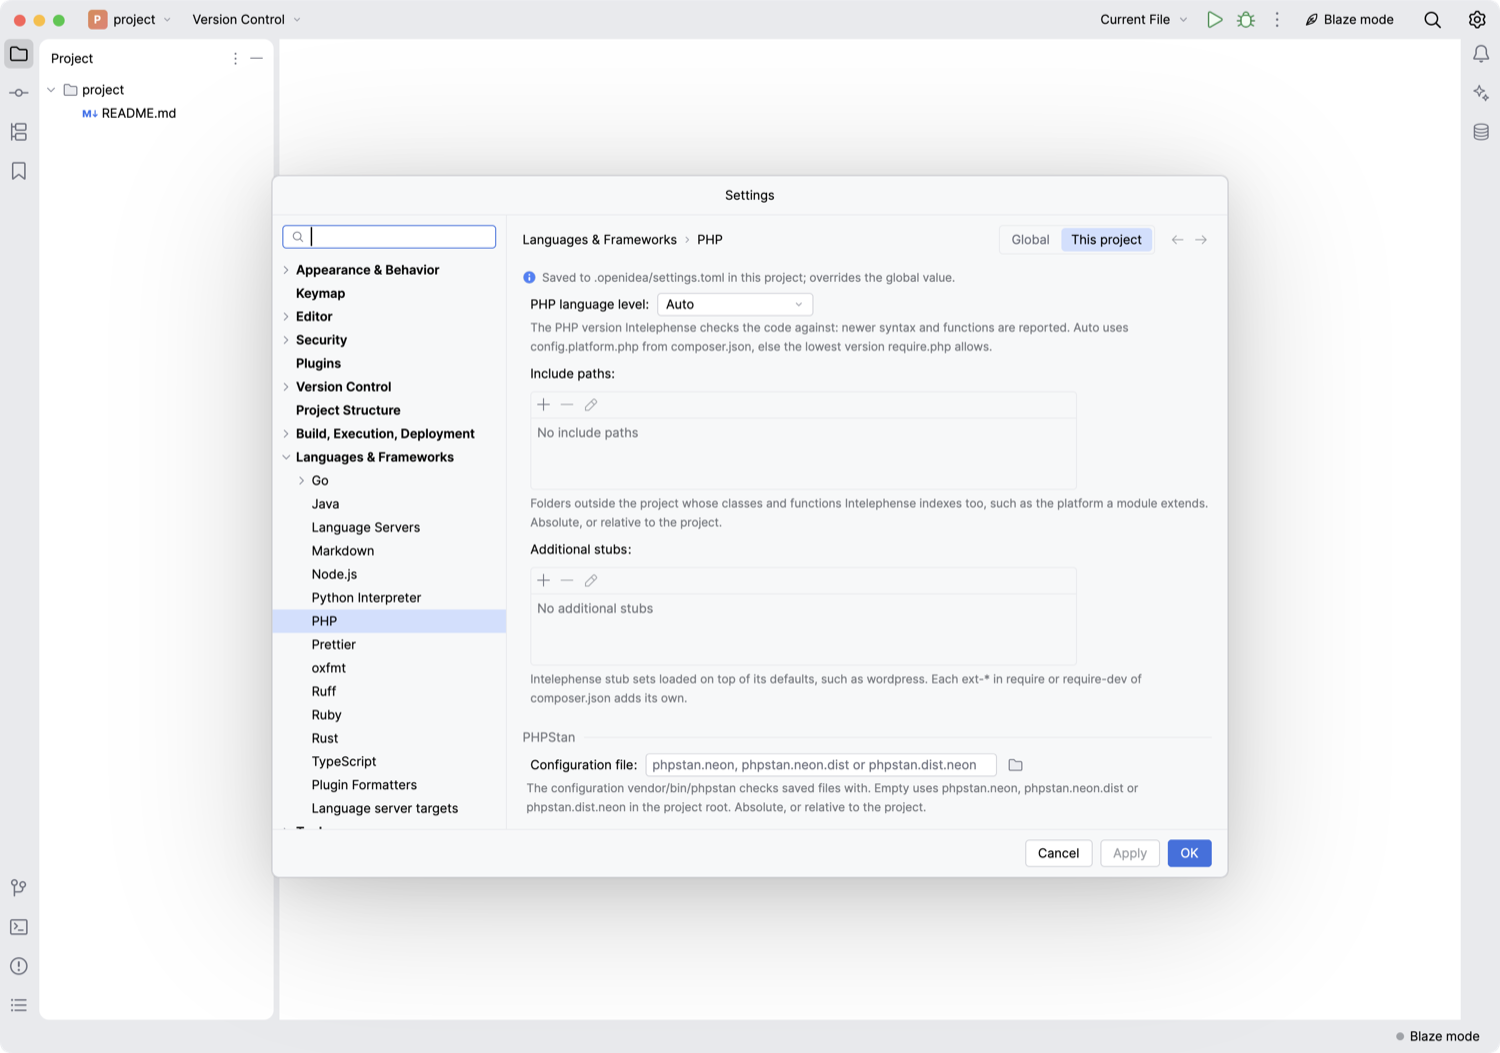 P project
Version Control
Current File
Blaze mode
Project
project
M↓ README.md
Settings
Appearance & Behavior
Keymap
Editor
Security
Plugins
Version Control
Project Structure
Build, Execution, Deployment
Languages & Frameworks
Go
Java
Language Servers
Markdown
Node.js
Python Interpreter
PHP
Prettier
oxfmt
Ruff
Ruby
Rust
TypeScript
Plugin Formatters
Language server targets
Languages & Frameworks › PHP
Global
This project
Saved to .openidea/settings.toml in this project; overrides the global value.
PHP language level: Auto
The PHP version Intelephense checks the code against: newer syntax and functions are reported. Auto uses
config.platform.php from composer.json, else the lowest version require.php allows.
Include paths:
No include paths
Folders outside the project whose classes and functions Intelephense indexes too, such as the platform a module extends.
Absolute, or relative to the project.
Additional stubs:
No additional stubs
Intelephense stub sets loaded on top of its defaults, such as wordpress. Each ext-* in require or require-dev of
composer.json adds its own.
PHPStan
Configuration file: phpstan.neon, phpstan.neon.dist or phpstan.dist.neon
The configuration vendor/bin/phpstan checks saved files with. Empty uses phpstan.neon, phpstan.neon.dist or
phpstan.dist.neon in the project root. Absolute, or relative to the project.
Cancel
Apply
OK
Blaze mode